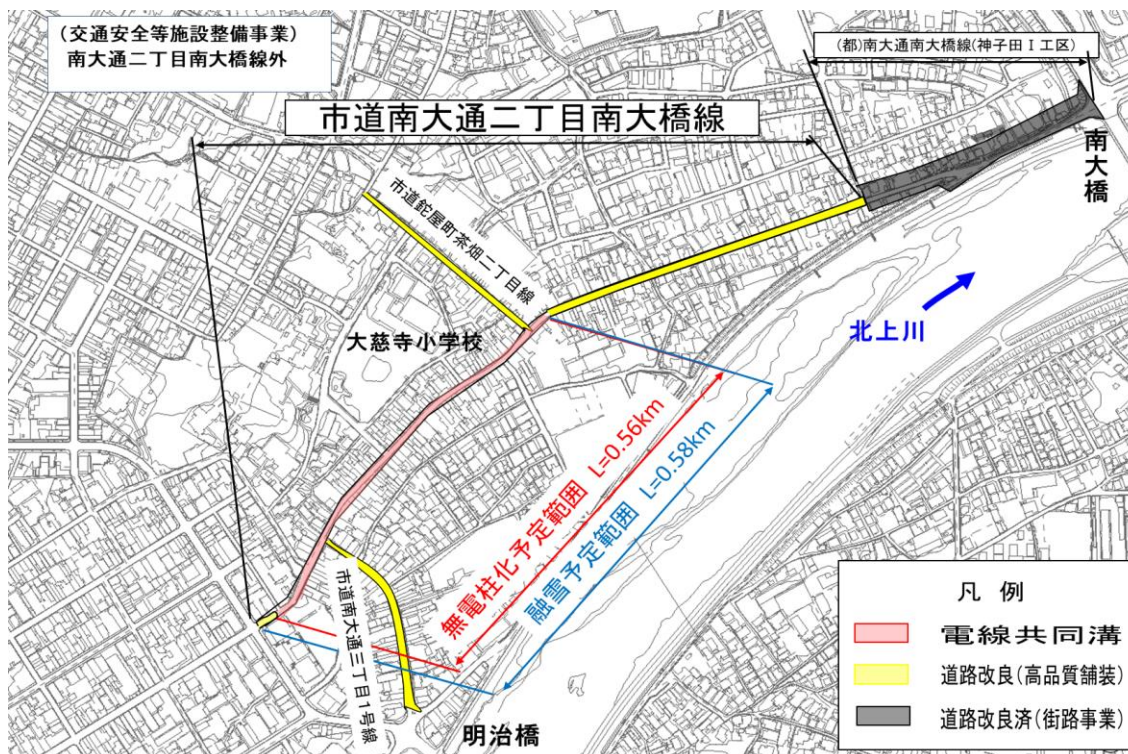 (交通安全等施設整備事業)
南大通二丁目南大橋線外
(都)南大通南大橋線(神子田Ⅰ工区)
市道南大通二丁目南大橋線
南大橋
市道鉈屋町茶畑二丁目線
大慈寺小学校
北上川
無電柱化予定範囲 L=0.56km
融雪予定範囲 L=0.58km
市道南大通三丁目1号線
明治橋
凡例
電線共同溝
道路改良(高品質舗装)
道路改良済(街路事業)